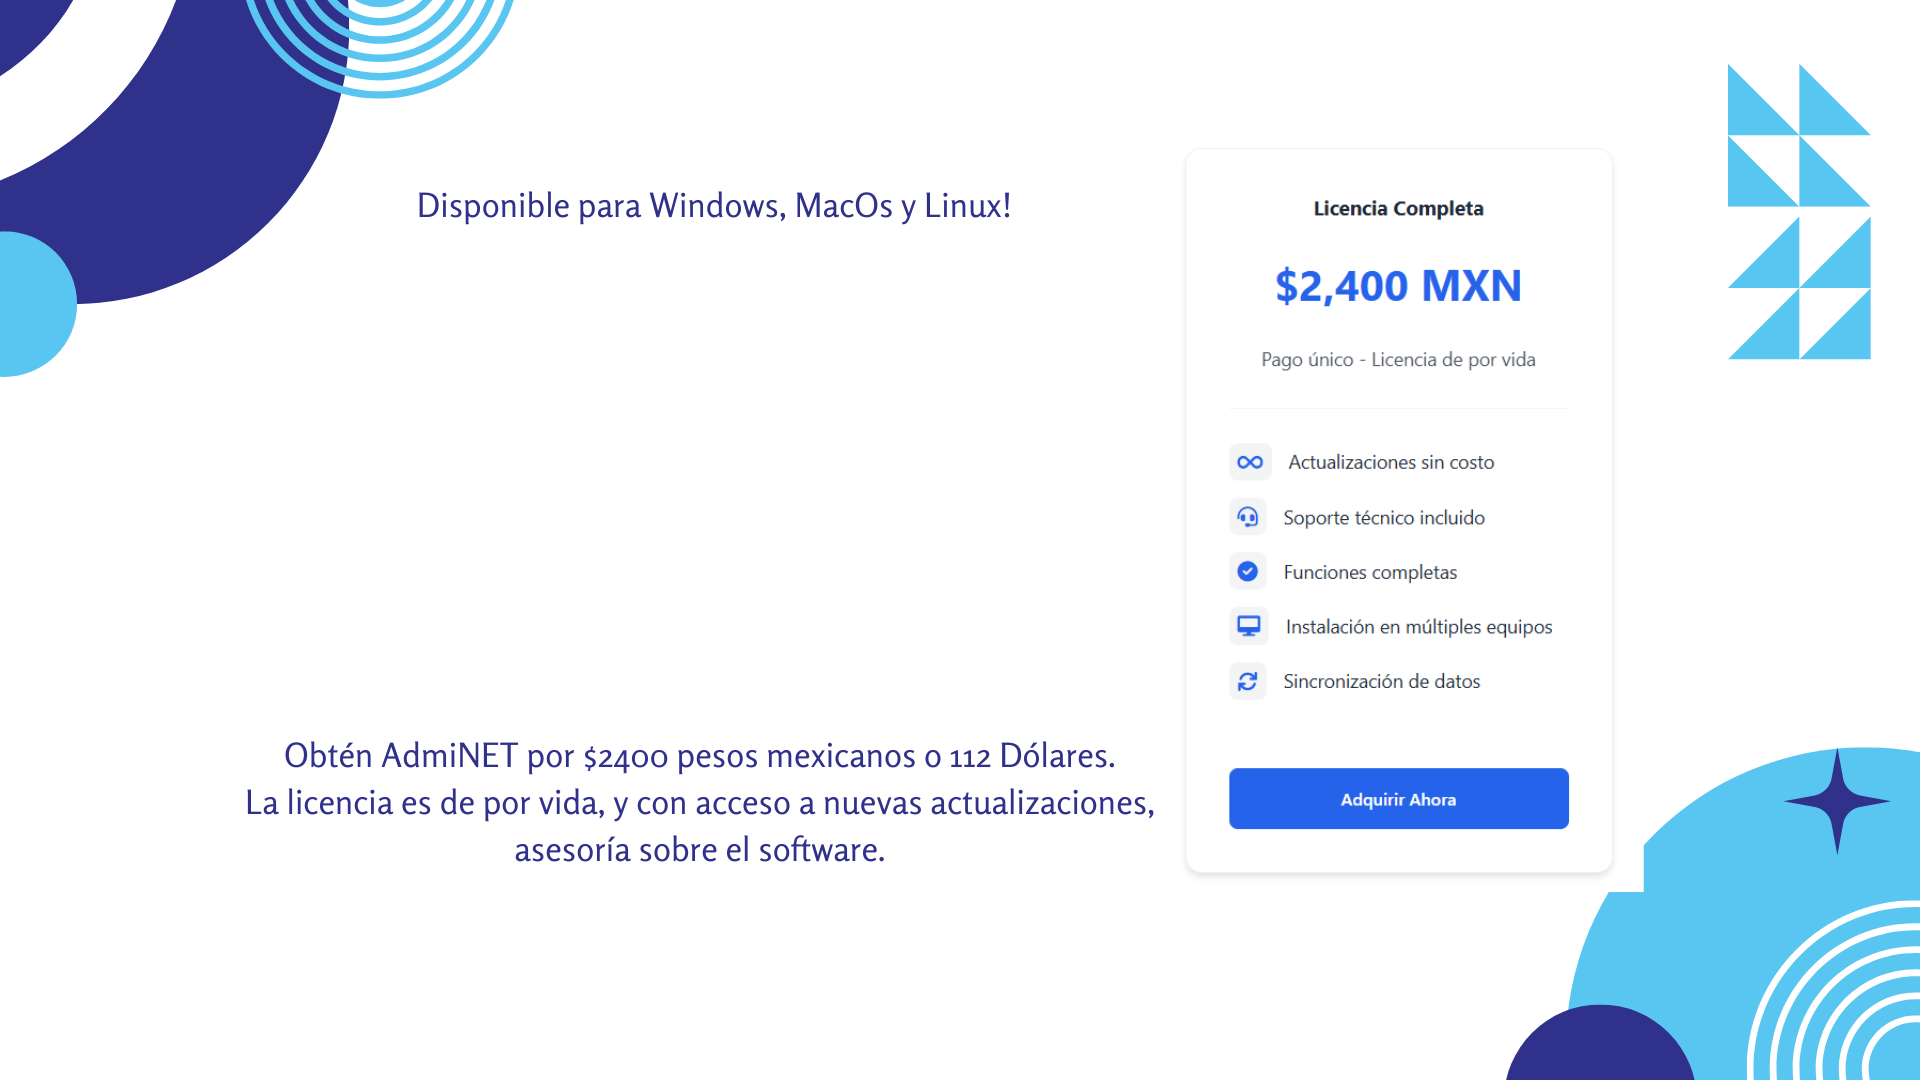 Disponible para Windows, MacOs y Linux!
Obtén AdmiNET por $2400 pesos mexicanos o 112 Dólares.
La licencia es de por vida, y con acceso a nuevas actualizaciones,
asesoría sobre el software.
Licencia Completa
$2,400 MXN
Pago único - Licencia de por vida
Actualizaciones sin costo
Soporte técnico incluido
Funciones completas
Instalación en múltiples equipos
Sincronización de datos
Adquirir Ahora